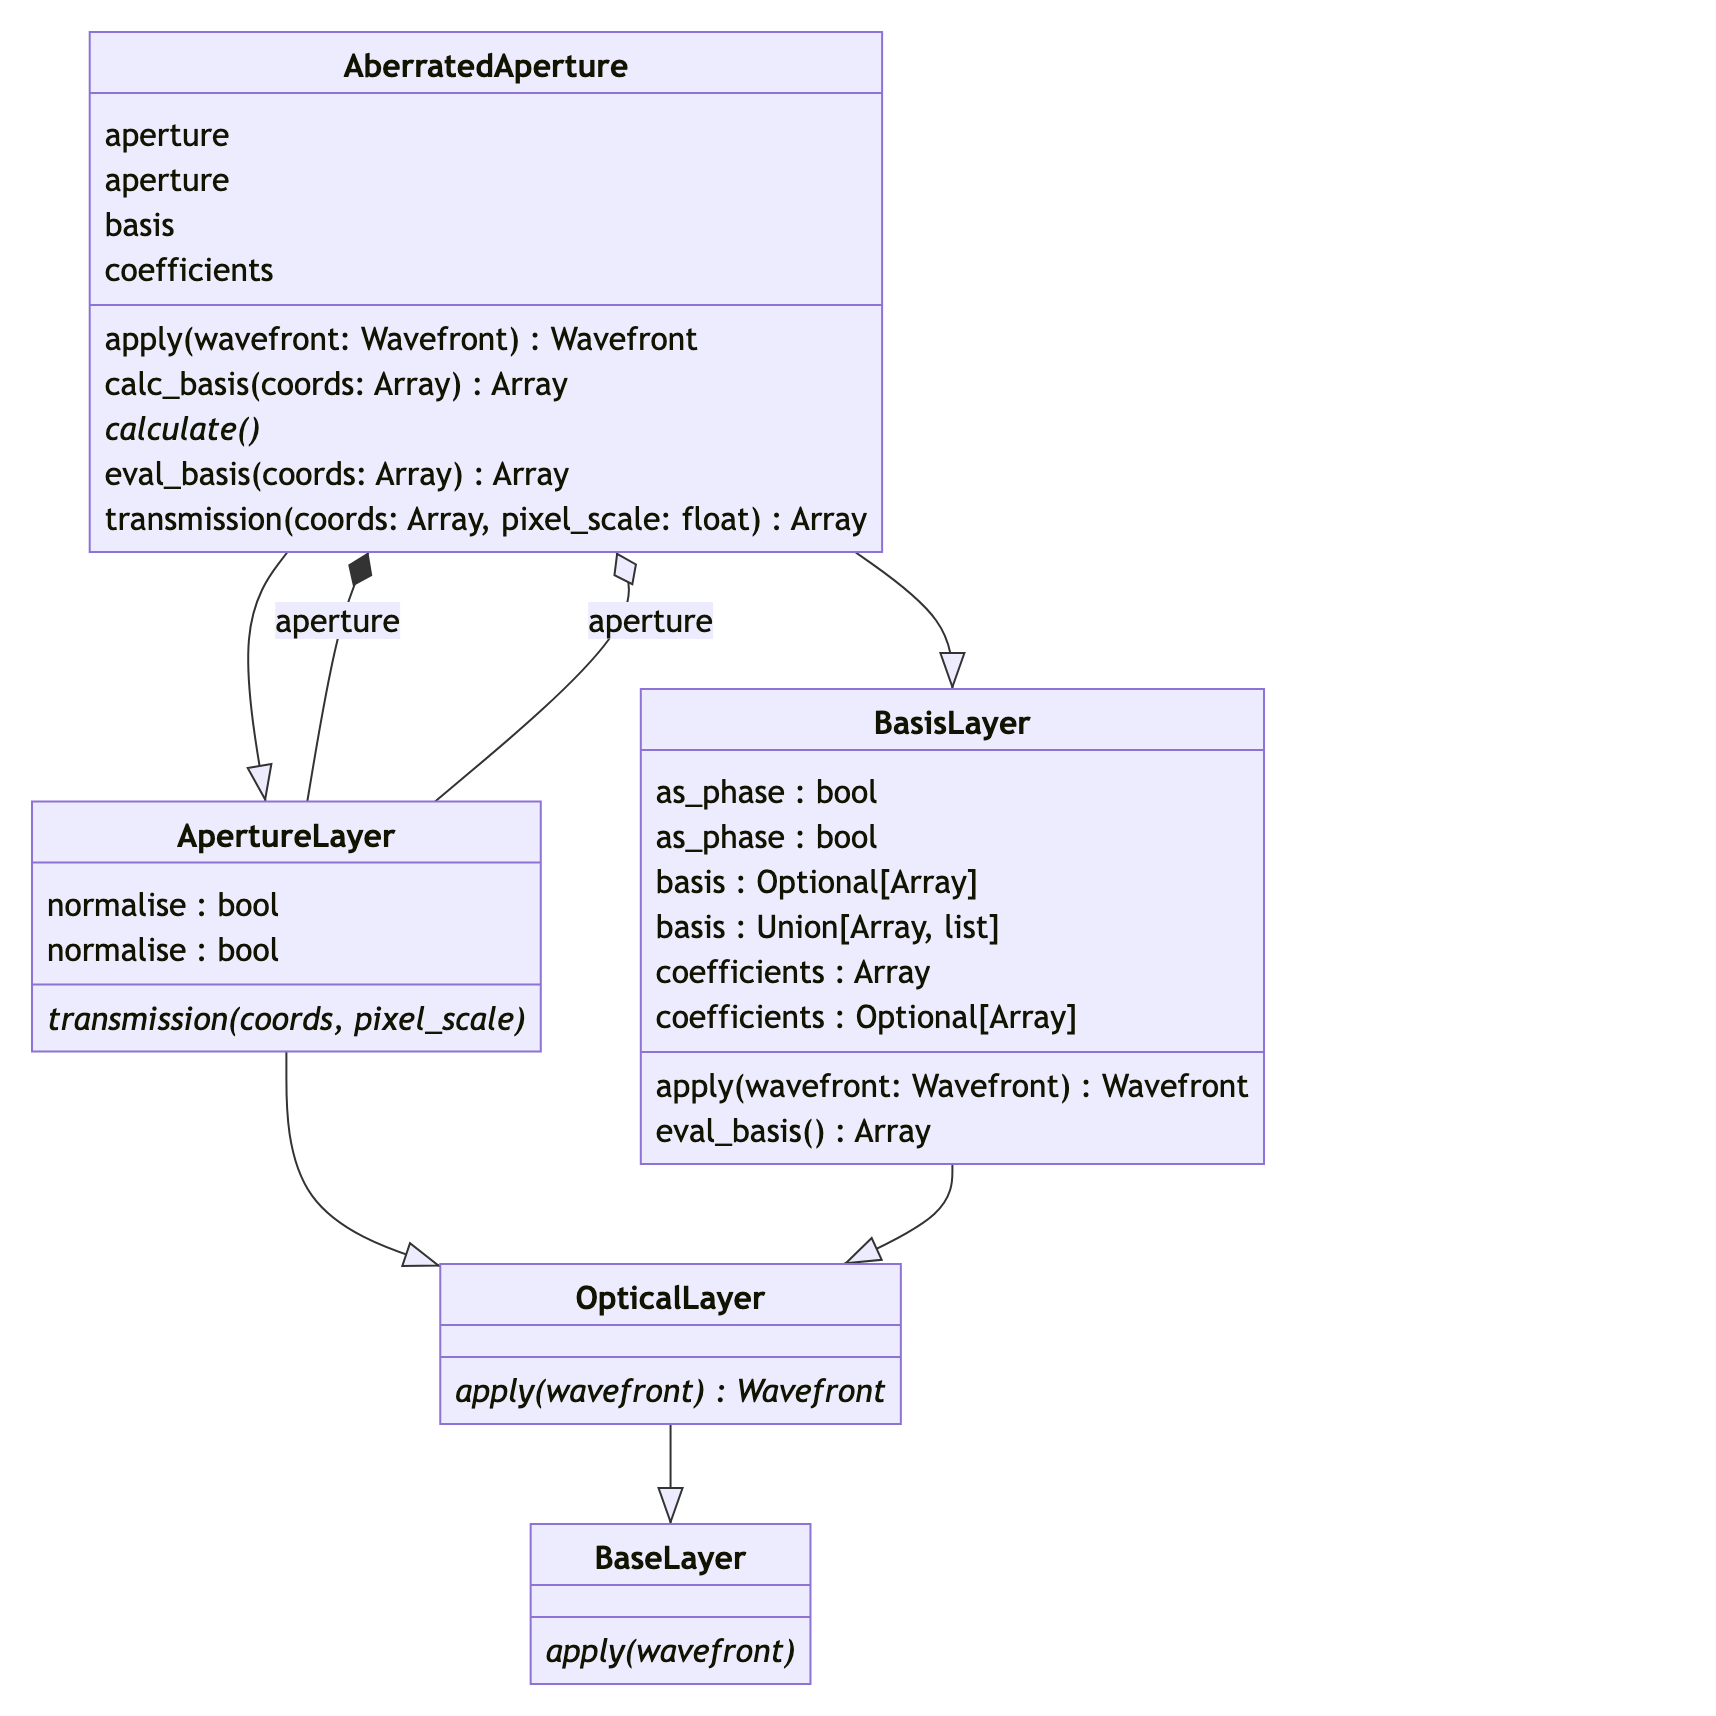 AberratedAperture
aperture
aperture
basis
coefficients
apply(wavefront: Wavefront) : Wavefront
calc_basis(coords: Array) : Array
calculate()
eval_basis(coords: Array) : Array
transmission(coords: Array, pixel_scale: float) : Array
aperture
aperture
BasisLayer
as_phase : bool
as_phase : bool
basis : Optional[Array]
basis : Union[Array, list]
coefficients : Array
coefficients : Optional[Array]
apply(wavefront: Wavefront) : Wavefront
eval_basis() : Array
ApertureLayer
normalise : bool
normalise : bool
transmission(coords, pixel_scale)
OpticalLayer
apply(wavefront) : Wavefront
BaseLayer
apply(wavefront)